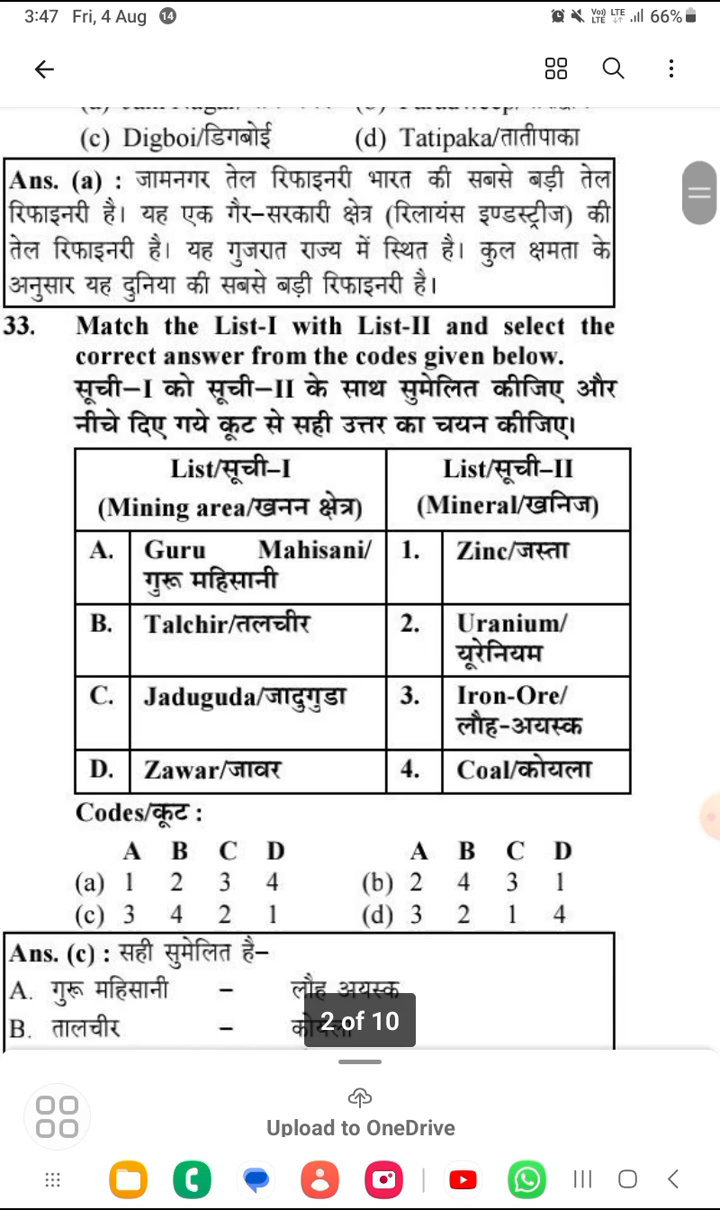 3:47 Fri, 4 Aug 14
Vo) LTE LTE 66%
(c) Digboi/डिगबोई (d) Tatipaka/तातीपाका
Ans. (a) : जामनगर तेल रिफाइनरी भारत की सबसे बड़ी तेल
रिफाइनरी है। यह एक गैर–सरकारी क्षेत्र (रिलायंस इण्डस्ट्रीज) की
तेल रिफाइनरी है। यह गुजरात राज्य में स्थित है। कुल क्षमता के
अनुसार यह दुनिया की सबसे बड़ी रिफाइनरी है।
33. Match the List-I with List-II and select the
correct answer from the codes given below.
सूची–I को सूची–II के साथ सुमेलित कीजिए और
नीचे दिए गये कूट से सही उत्तर का चयन कीजिए।
List/सूची–I List/सूची–II
(Mining area/खनन क्षेत्र) (Mineral/खनिज)
A. Guru Mahisani/ 1. Zinc/जस्ता
गुरू महिसानी
B. Talchir/तलचीर 2. Uranium/
यूरेनियम
C. Jaduguda/जादुगुडा 3. Iron-Ore/
लौह-अयस्क
D. Zawar/जावर 4. Coal/कोयला
Codes/कूट :
A B C D A B C D
(a) 1 2 3 4 (b) 2 4 3 1
(c) 3 4 2 1 (d) 3 2 1 4
Ans. (c) : सही सुमेलित है–
A. गुरू महिसानी – लौह अयस्क
B. तालचीर –
2 of 10
Upload to OneDrive